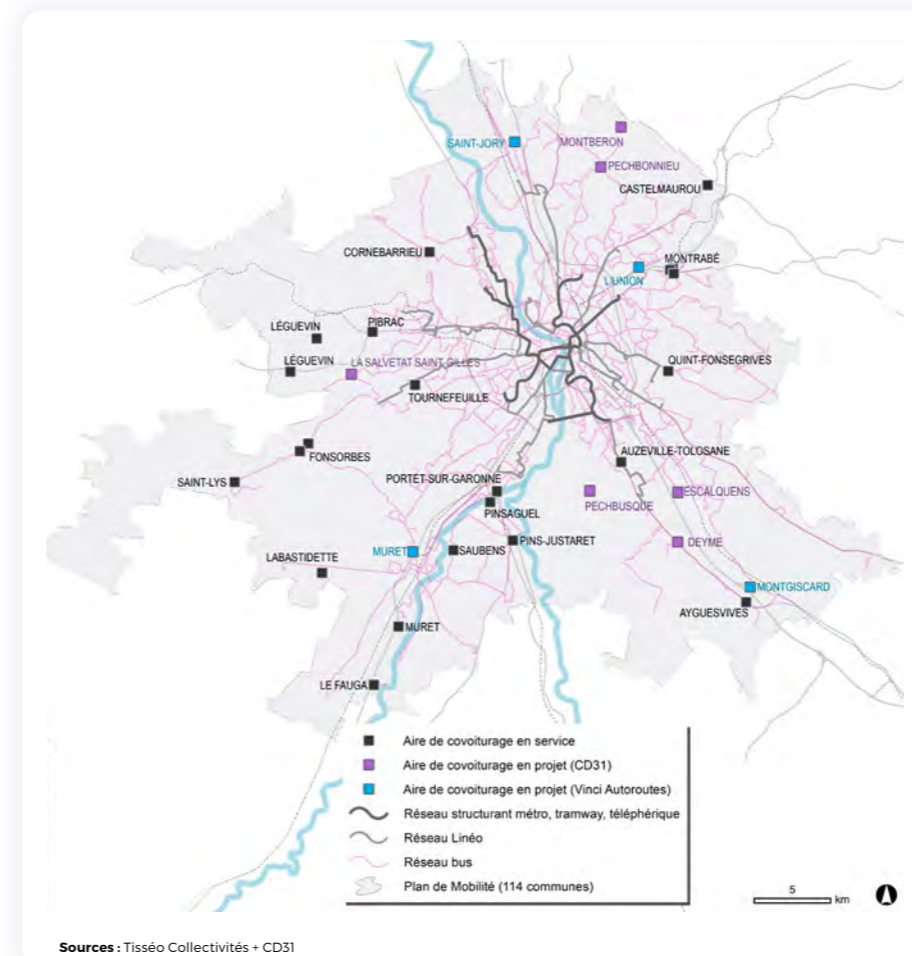 SAINT-JORY
MONTBERON
PECHBONNIEU
CASTELMAUROU
CORNEBARRIEU
MONTRABÉ
L'UNION
LÉGUEVIN
PIBRAC
LÉGUEVIN
LA SALVETAT SAINT-GILLES
QUINT-FONSEGRIVES
TOURNEFEUILLE
FONSORBES
AUZEVILLE-TOLOSANE
SAINT-LYS
PORTET-SUR-GARONNE
ESCALQUENS
PINSAGUEL
PECHBUSQUE
PINS-JUSTARET
DEYME
MURET
SAUBENS
LABASTIDETTE
MONTGISCARD
AYGUESVIVES
MURET
LE FAUGA
Aire de covoiturage en service
Aire de covoiturage en projet (CD31)
Aire de covoiturage en projet (Vinci Autoroutes)
Réseau structurant métro, tramway, téléphérique
Réseau Linéo
Réseau bus
Plan de Mobilité (114 communes)
5
km
Sources : Tisséo Collectivités + CD31